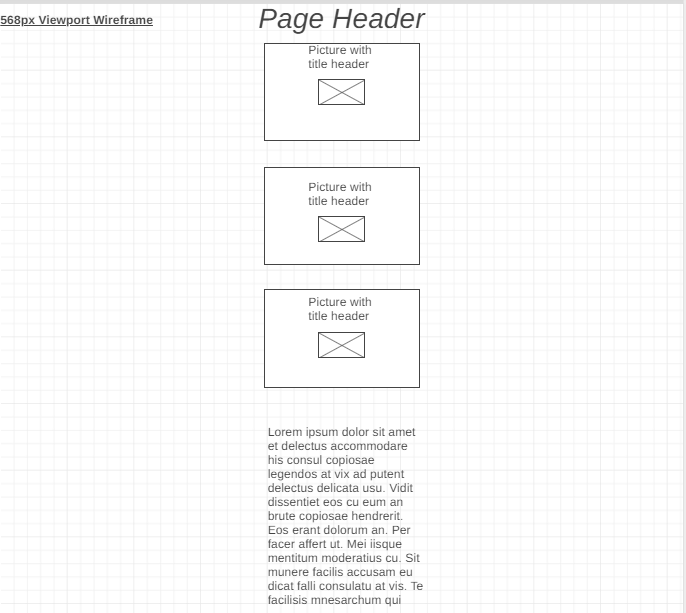 568px Viewport Wireframe
Page Header
Picture with
title header
Picture with
title header
Picture with
title header
Lorem ipsum dolor sit amet
et delectus accommodare
his consul copiosae
legendos at vix ad putent
delectus delicata usu. Vidit
dissentiet eos cu eum an
brute copiosae hendrerit.
Eos erant dolorum an. Per
facer affert ut. Mei iisque
mentitum moderatius cu. Sit
munere facilis accusam eu
dicat falli consulatu at vis. Te
facilisis mnesarchum qui